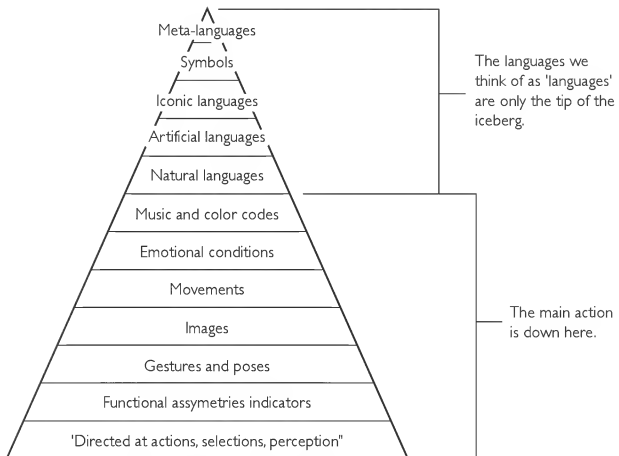 Meta-languages
Symbols
Iconic languages
Artificial languages
Natural languages
Music and color codes
Emotional conditions
Movements
Images
Gestures and poses
Functional assymetries indicators
'Directed at actions, selections, perception"
The languages we
think of as 'languages'
are only the tip of the
iceberg.
The main action
is down here.